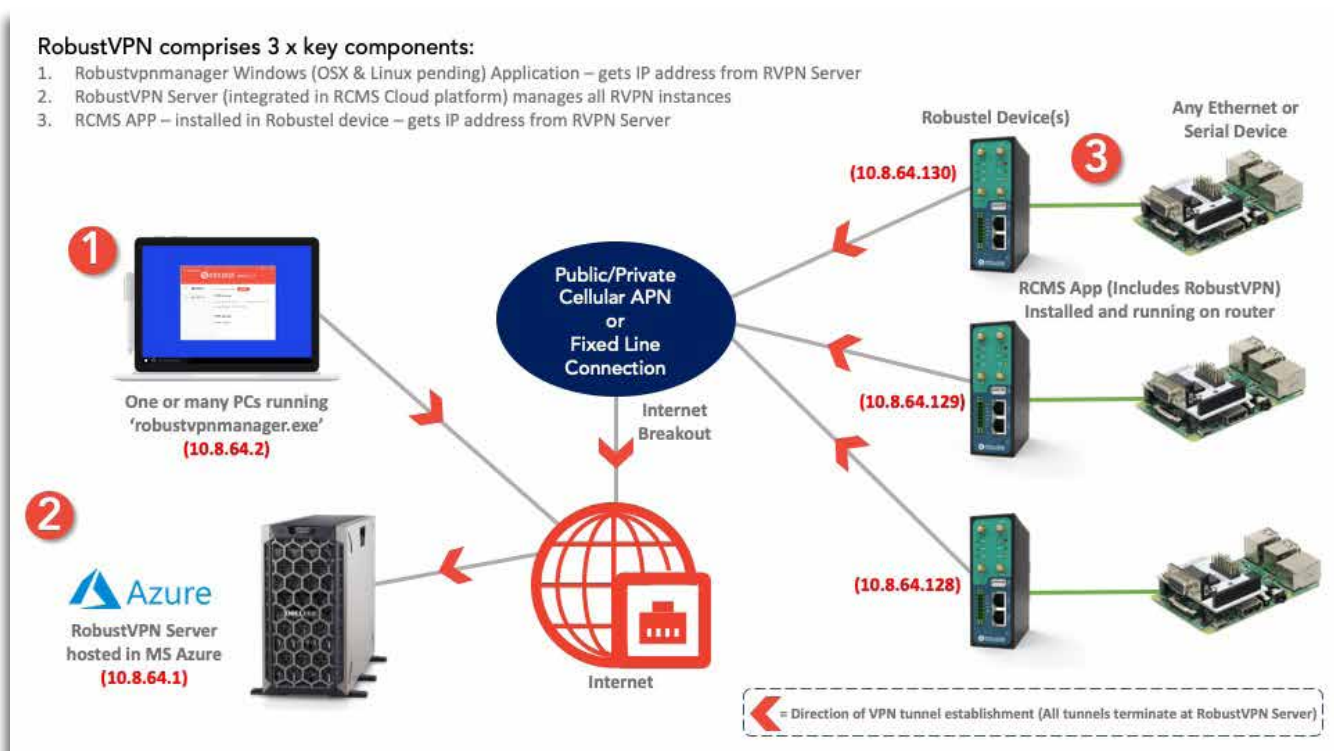 RobustVPN comprises 3 x key components:
1. Robustvpnmanager Windows (OSX & Linux pending) Application – gets IP address from RVPN Server
2. RobustVPN Server (integrated in RCMS Cloud platform) manages all RVPN instances
3. RCMS APP – installed in Robustel device – gets IP address from RVPN Server
Robustel Device(s)
Any Ethernet or
Serial Device
3
(10.8.64.130)
1
Public/Private
Cellular APN
or
Fixed Line
Connection
RCMS App (Includes RobustVPN)
Installed and running on router
One or many PCs running
‘robustvpnmanager.exe’
(10.8.64.2)
Internet
Breakout
(10.8.64.129)
2
Azure
RobustVPN Server
hosted in MS Azure
(10.8.64.1)
(10.8.64.128)
Internet
= Direction of VPN tunnel establishment (All tunnels terminate at RobustVPN Server)